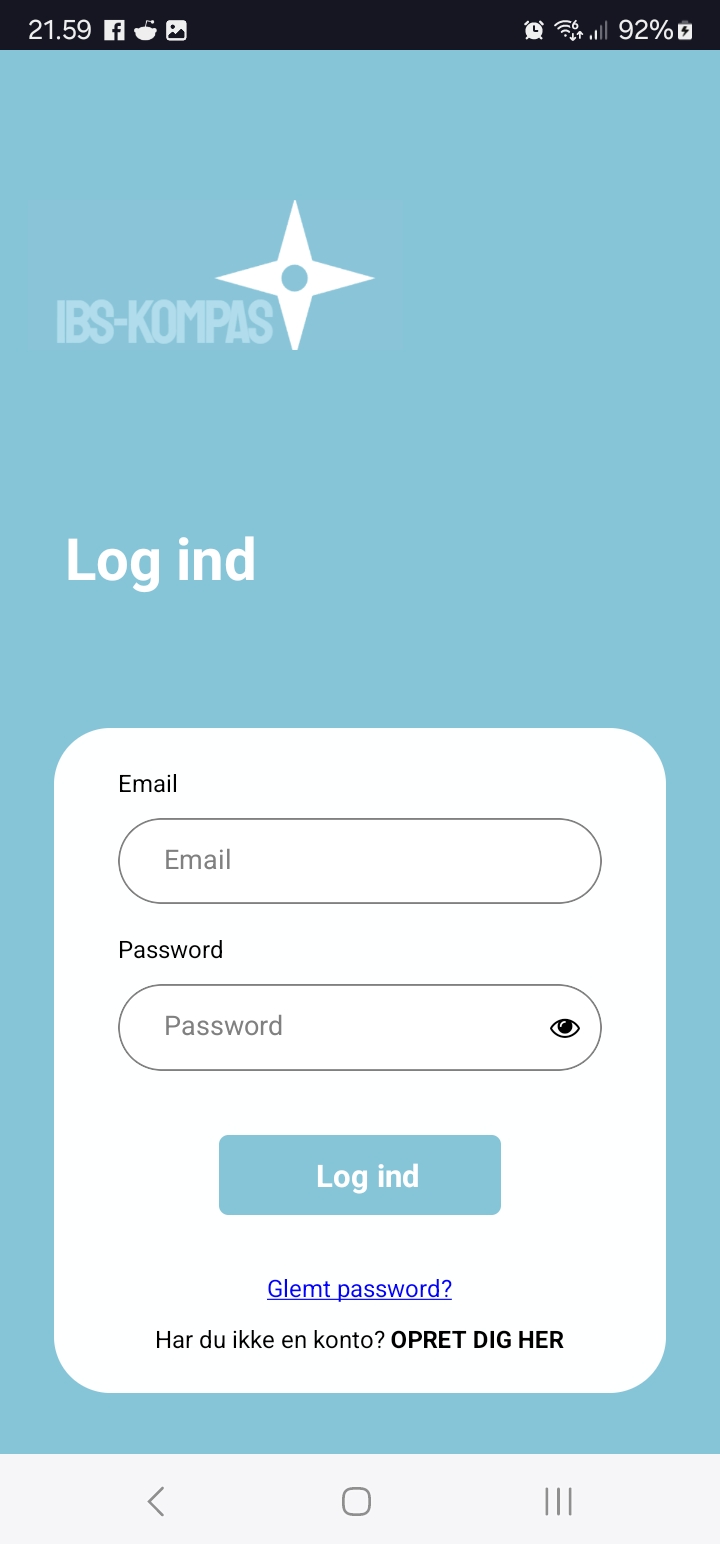 21.59 92%
IBS-KOMPAS
Log ind
Email
Email
Password
Password
Log ind
Glemt password?
Har du ikke en konto? OPRET DIG HER